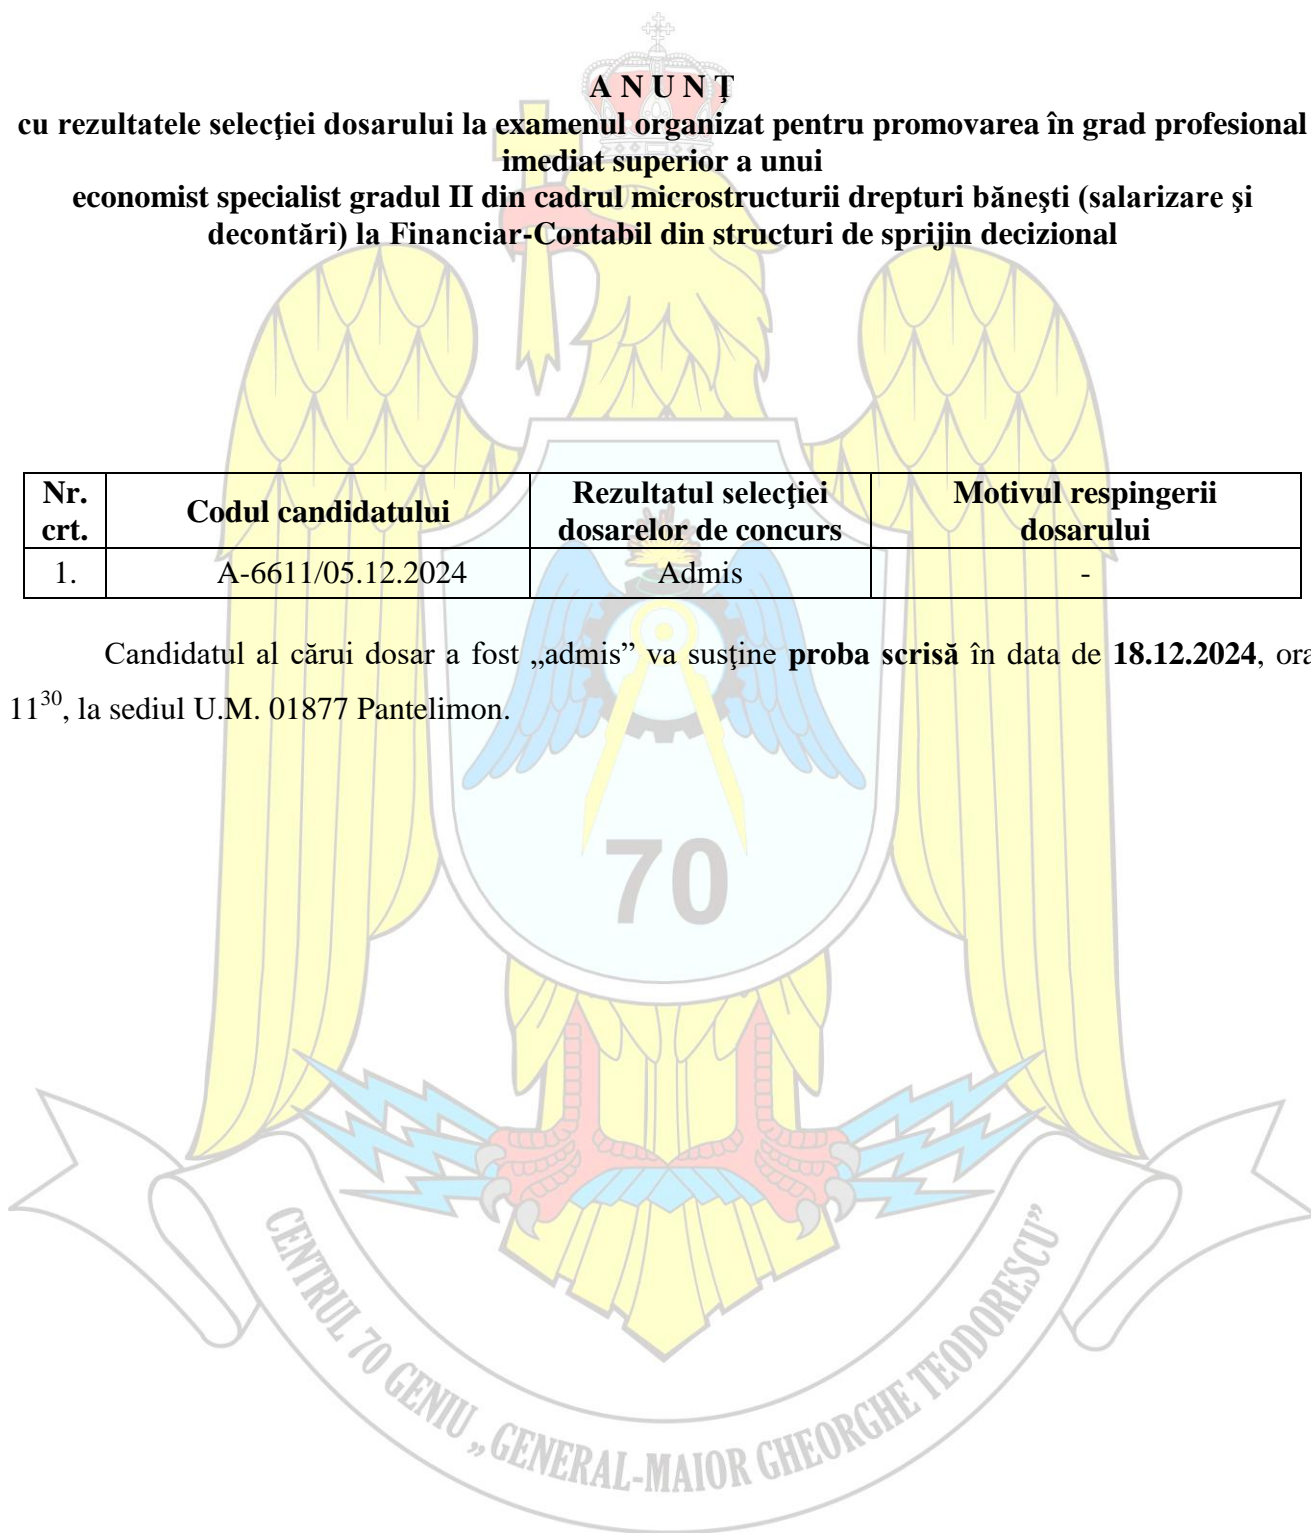 A N U N Ţ
cu rezultatele selecţiei dosarului la examenul organizat pentru promovarea în grad profesional
imediat superior a unui
economist specialist gradul II din cadrul microstructurii drepturi băneşti (salarizare şi
decontări) la Financiar-Contabil din structuri de sprijin decizional
Nr. crt. Codul candidatului Rezultatul selecţiei dosarelor de concurs Motivul respingerii dosarului
1. A-6611/05.12.2024 Admis -
Candidatul al cărui dosar a fost „admis” va susţine proba scrisă în data de 18.12.2024, ora
11³⁰, la sediul U.M. 01877 Pantelimon.
70
CENTRUL 70 GENIU „GENERAL-MAIOR GHEORGHE TEODORESCU”